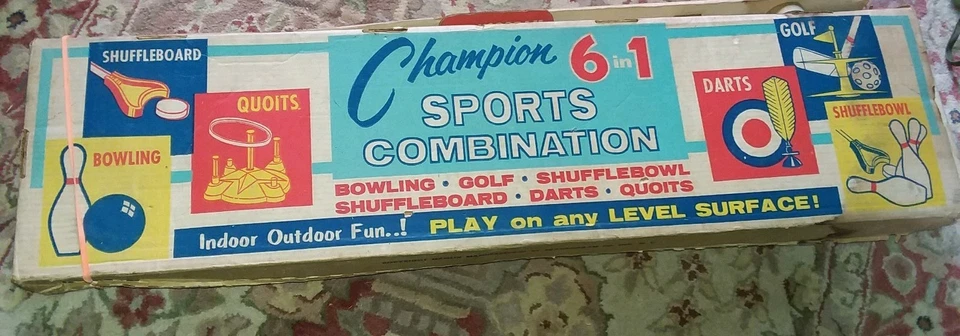 SHUFFLEBOARD
QUOITS
BOWLING
Champion 6 in 1
SPORTS
COMBINATION
BOWLING • GOLF • SHUFFLEBOWL
SHUFFLEBOARD • DARTS • QUOITS
Indoor Outdoor Fun..! PLAY on any LEVEL SURFACE!
DARTS
GOLF
SHUFFLEBOWL